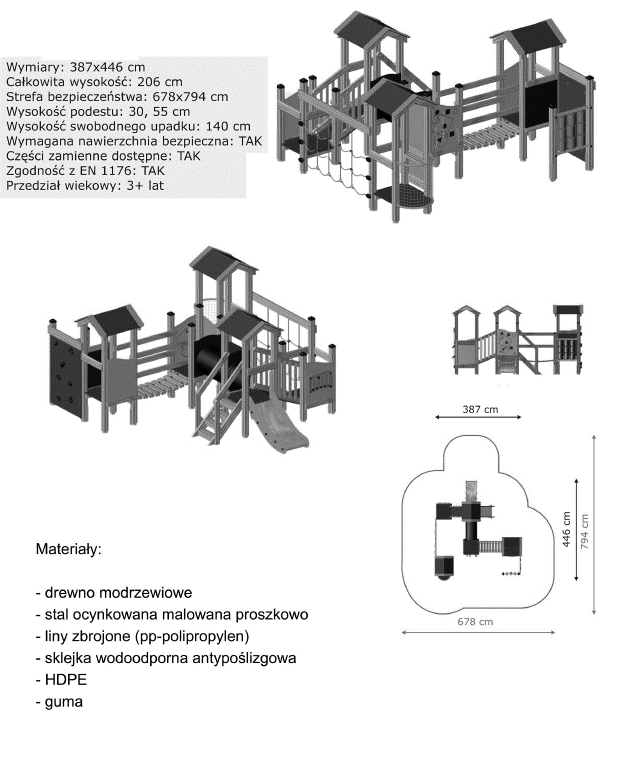 Wymiary: 387x446 cm
Całkowita wysokość: 206 cm
Strefa bezpieczeństwa: 678x794 cm
Wysokość podestu: 30, 55 cm
Wysokość swobodnego upadku: 140 cm
Wymagana nawierzchnia bezpieczna: TAK
Części zamienne dostępne: TAK
Zgodność z EN 1176: TAK
Przedział wiekowy: 3+ lat
387 cm
446 cm
794 cm
678 cm
Materiały:
- drewno modrzewiowe
- stal ocynkowana malowana proszkowo
- liny zbrojone (pp-polipropylen)
- sklejka wodoodporna antypoślizgowa
- HDPE
- guma